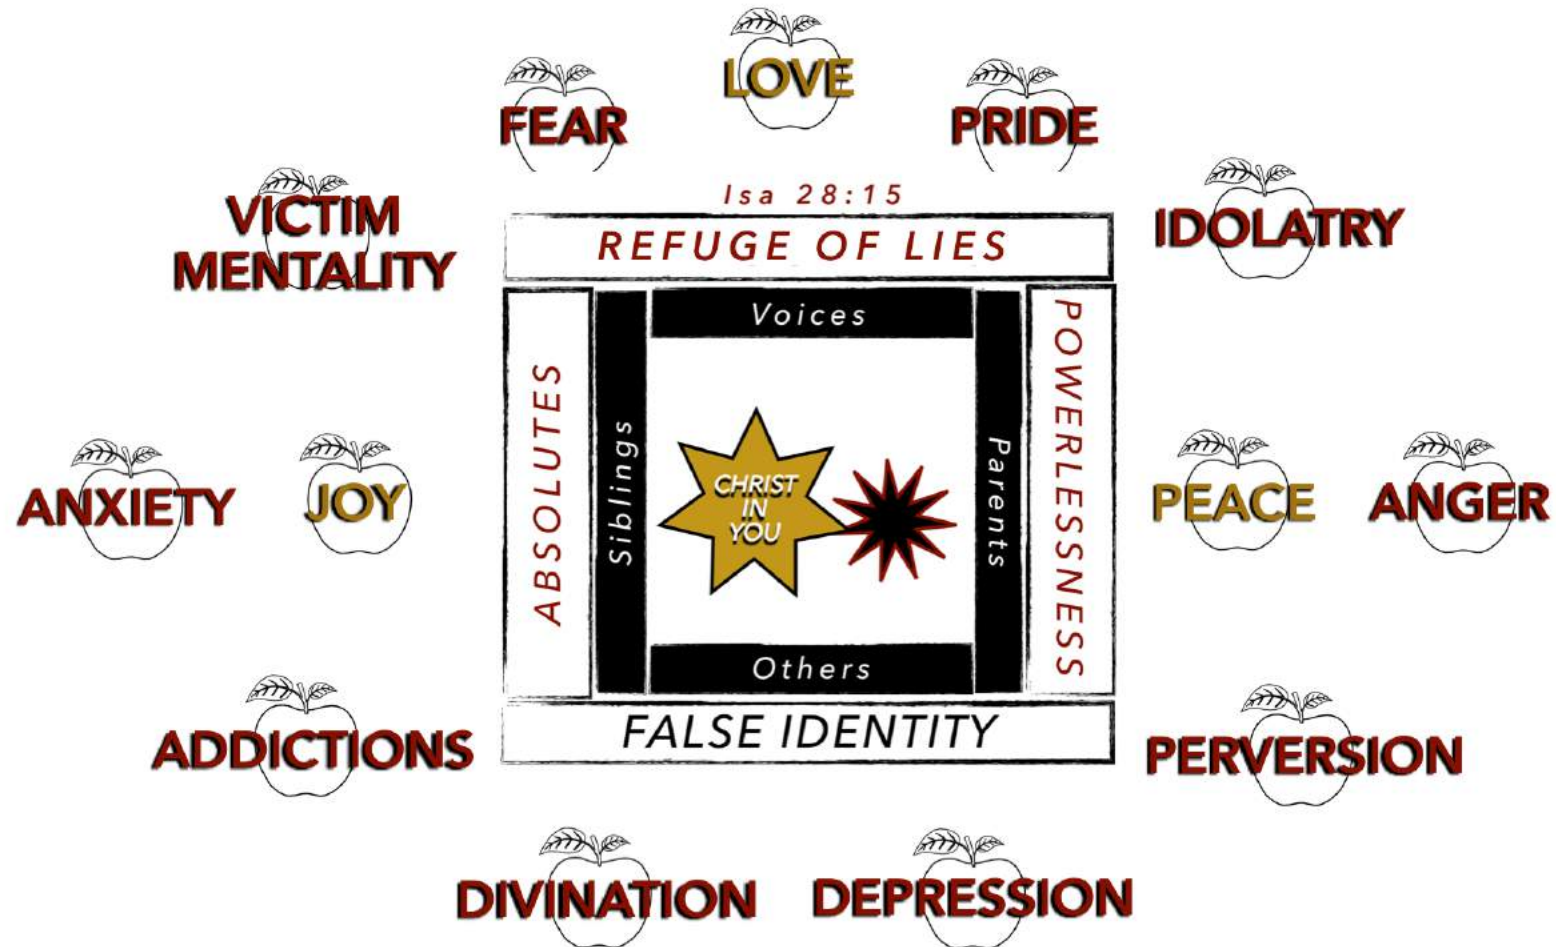 LOVE
FEAR
PRIDE
VICTIM
MENTALITY
Isa 28:15
IDOLATRY
REFUGE OF LIES
Voices
ABSOLUTES
Siblings
CHRIST
IN
YOU
Parents
POWERLESSNESS
ANXIETY
JOY
PEACE
ANGER
Others
FALSE IDENTITY
ADDICTIONS
PERVERSION
DIVINATION
DEPRESSION